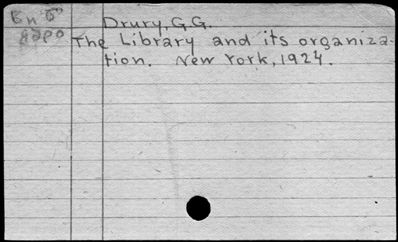 Drury, G.G.
The Library and its organiza-
tion. New York, 1924.